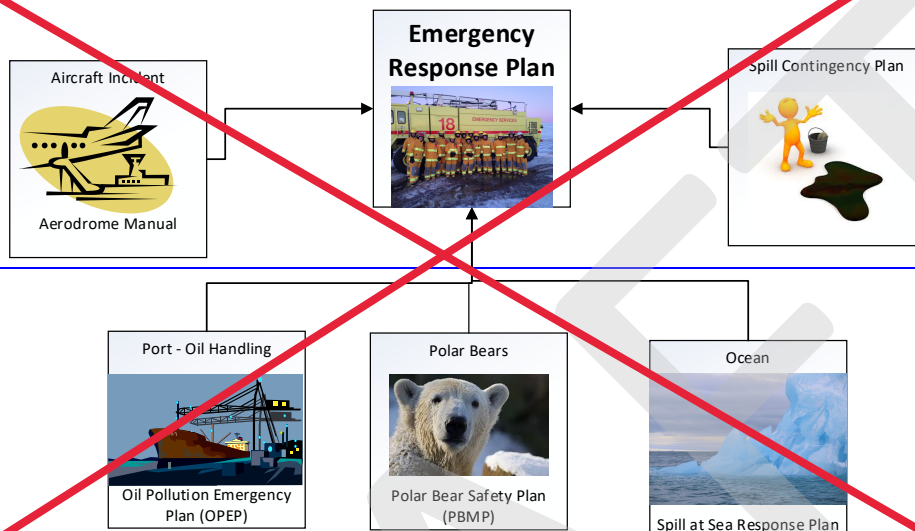 Emergency
Response Plan
18 EMERGENCY SERVICES
Aircraft Incident
Aerodrome Manual
Spill Contingency Plan
Port - Oil Handling
Oil Pollution Emergency
Plan (OPEP)
Polar Bears
Polar Bear Safety Plan
(PBMP)
Ocean
Spill at Sea Response Plan